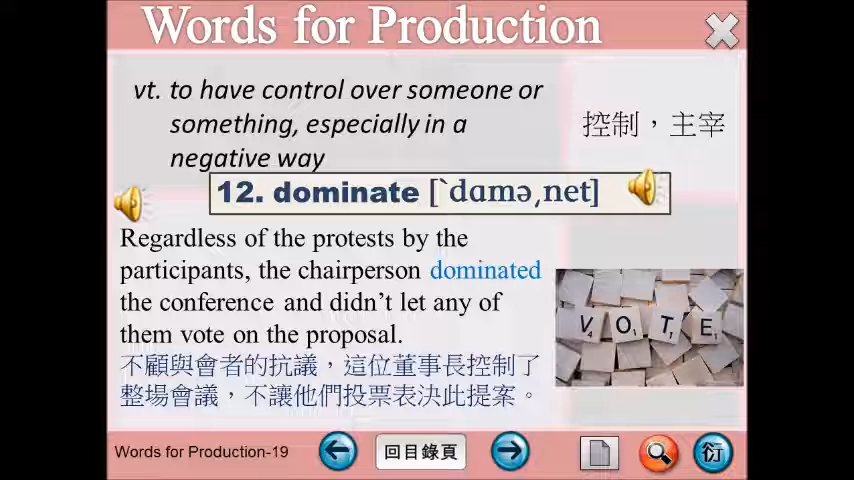 Words for Production
vt. to have control over someone or
something, especially in a
negative way
控制，主宰
12. dominate [ˋdɑmə͵net]
Regardless of the protests by the
participants, the chairperson dominated
the conference and didn't let any of
them vote on the proposal.
不顧與會者的抗議，這位董事長控制了
整場會議，不讓他們投票表決此提案。
V O T E
Words for Production-19
回目錄頁
衍